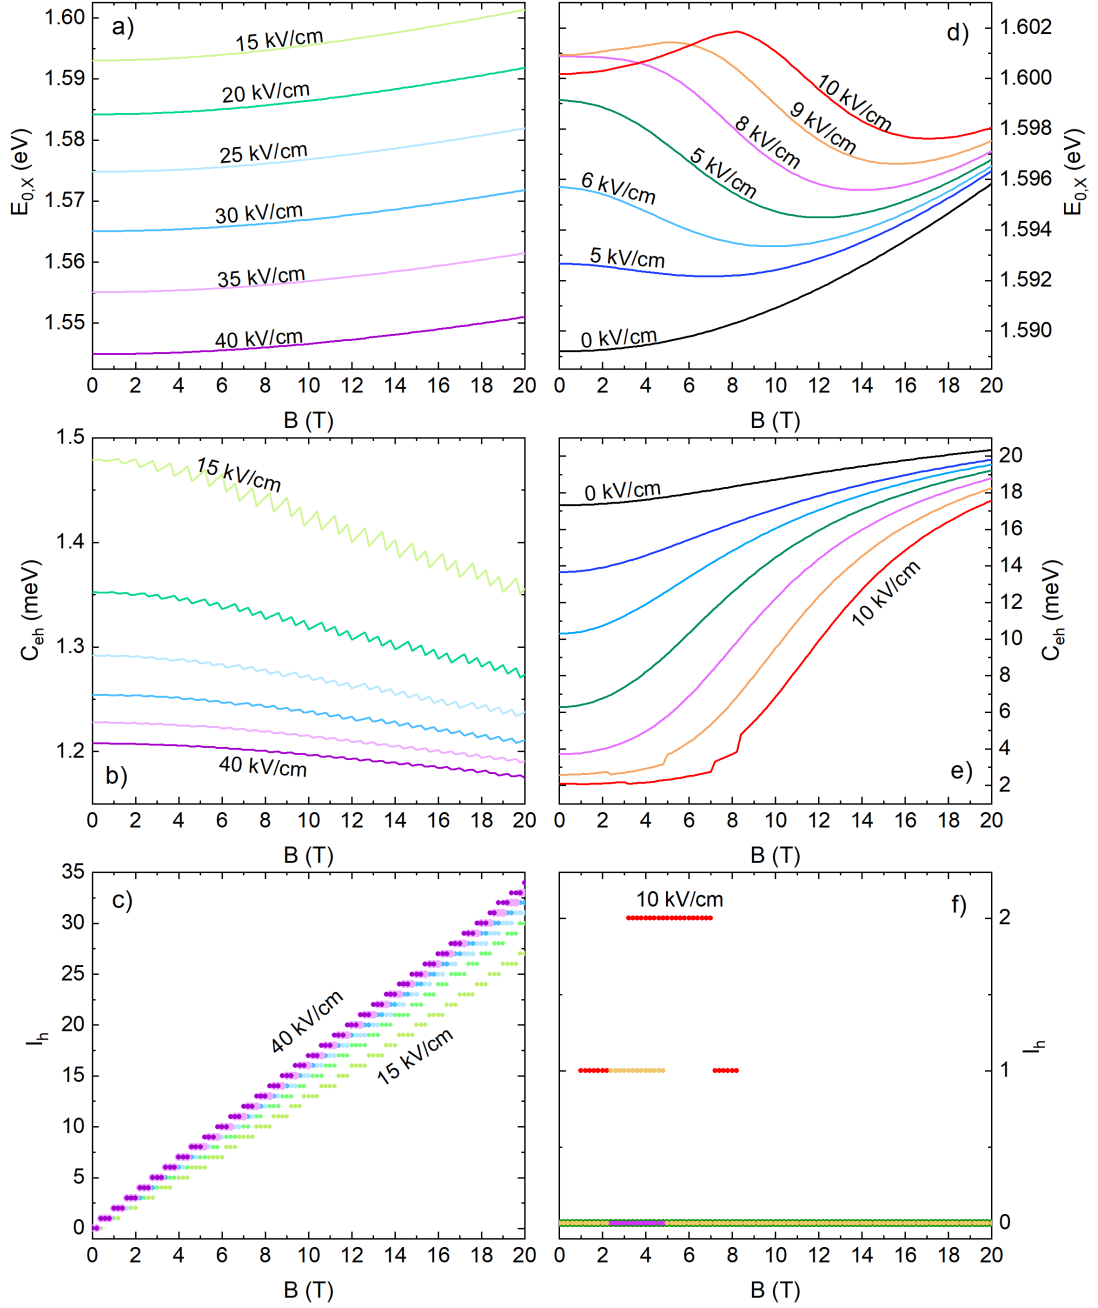 a)
15 kV/cm
20 kV/cm
25 kV/cm
30 kV/cm
35 kV/cm
40 kV/cm
1.60
1.59
1.58
1.57
1.56
1.55
E0,X (eV)
0 2 4 6 8 10 12 14 16 18 20
B (T)
d)
10 kV/cm
9 kV/cm
8 kV/cm
5 kV/cm
6 kV/cm
5 kV/cm
0 kV/cm
1.602
1.600
1.598
1.596
1.594
1.592
1.590
E0,X (eV)
0 2 4 6 8 10 12 14 16 18 20
B (T)
1.5
1.4
1.3
1.2
Ceh (meV)
15 kV/cm
40 kV/cm
b)
0 2 4 6 8 10 12 14 16 18 20
B (T)
0 kV/cm
10 kV/cm
e)
20
18
16
14
12
10
8
6
4
2
Ceh (meV)
0 2 4 6 8 10 12 14 16 18 20
B (T)
35
30
25
20
15
10
5
0
lh
c)
40 kV/cm
15 kV/cm
0 2 4 6 8 10 12 14 16 18 20
B (T)
10 kV/cm
f)
2
1
0
lh
0 2 4 6 8 10 12 14 16 18 20
B (T)